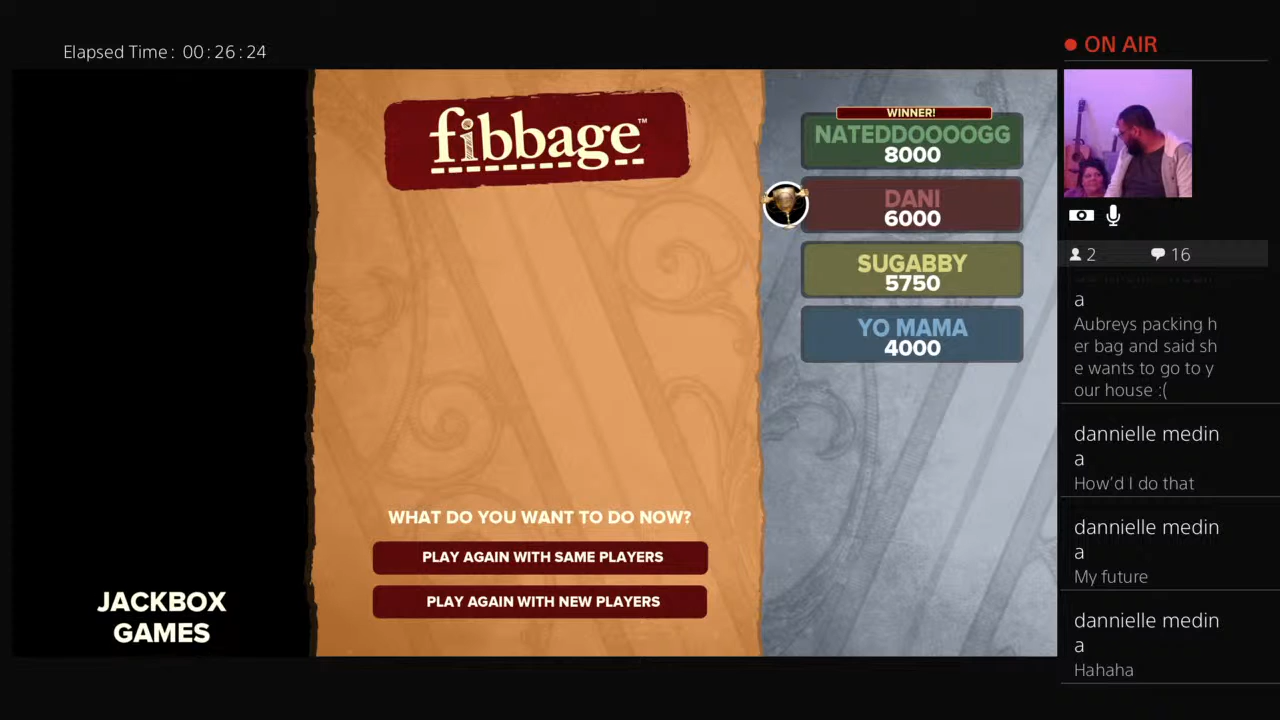 Elapsed Time: 00:26:24
ON AIR
fibbage™
WINNER!
NATEDDOOOOGG
8000
DANI
6000
SUGABBY
5750
YO MAMA
4000
2 16
a
Aubreys packing h
er bag and said sh
e wants to go to y
our house :(
dannielle medin
a
How'd I do that
dannielle medin
a
My future
dannielle medin
a
Hahaha
WHAT DO YOU WANT TO DO NOW?
PLAY AGAIN WITH SAME PLAYERS
PLAY AGAIN WITH NEW PLAYERS
JACKBOX
GAMES